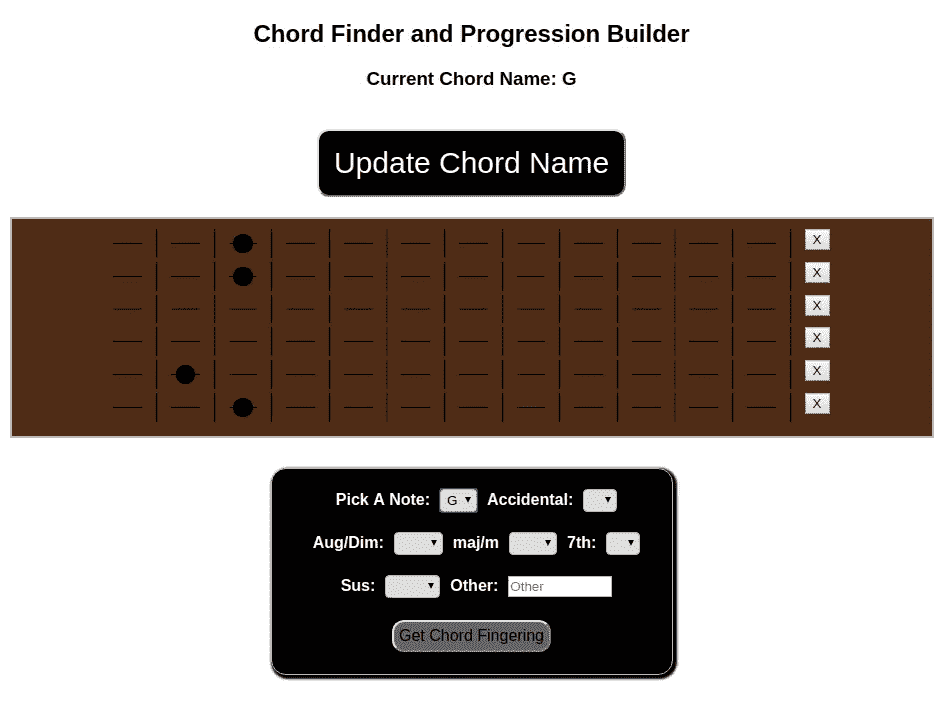 Chord Finder and Progression Builder
Current Chord Name: G
Update Chord Name
X
X
X
X
X
X
Pick A Note: G Accidental:
Aug/Dim: maj/m 7th:
Sus: Other: Other
Get Chord Fingering